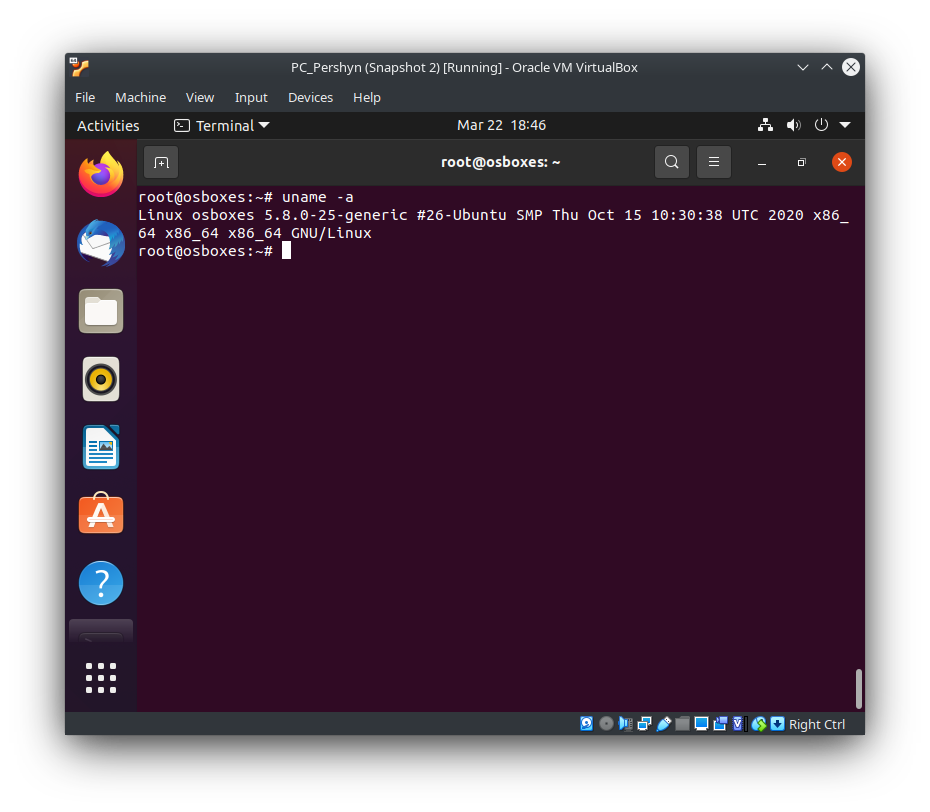 PC_Pershyn (Snapshot 2) [Running] - Oracle VM VirtualBox
File Machine View Input Devices Help
Activities Terminal Mar 22 18:46
root@osboxes: ~
root@osboxes:~# uname -a
Linux osboxes 5.8.0-25-generic #26-Ubuntu SMP Thu Oct 15 10:30:38 UTC 2020 x86_
64 x86_64 x86_64 GNU/Linux
root@osboxes:~#
Right Ctrl